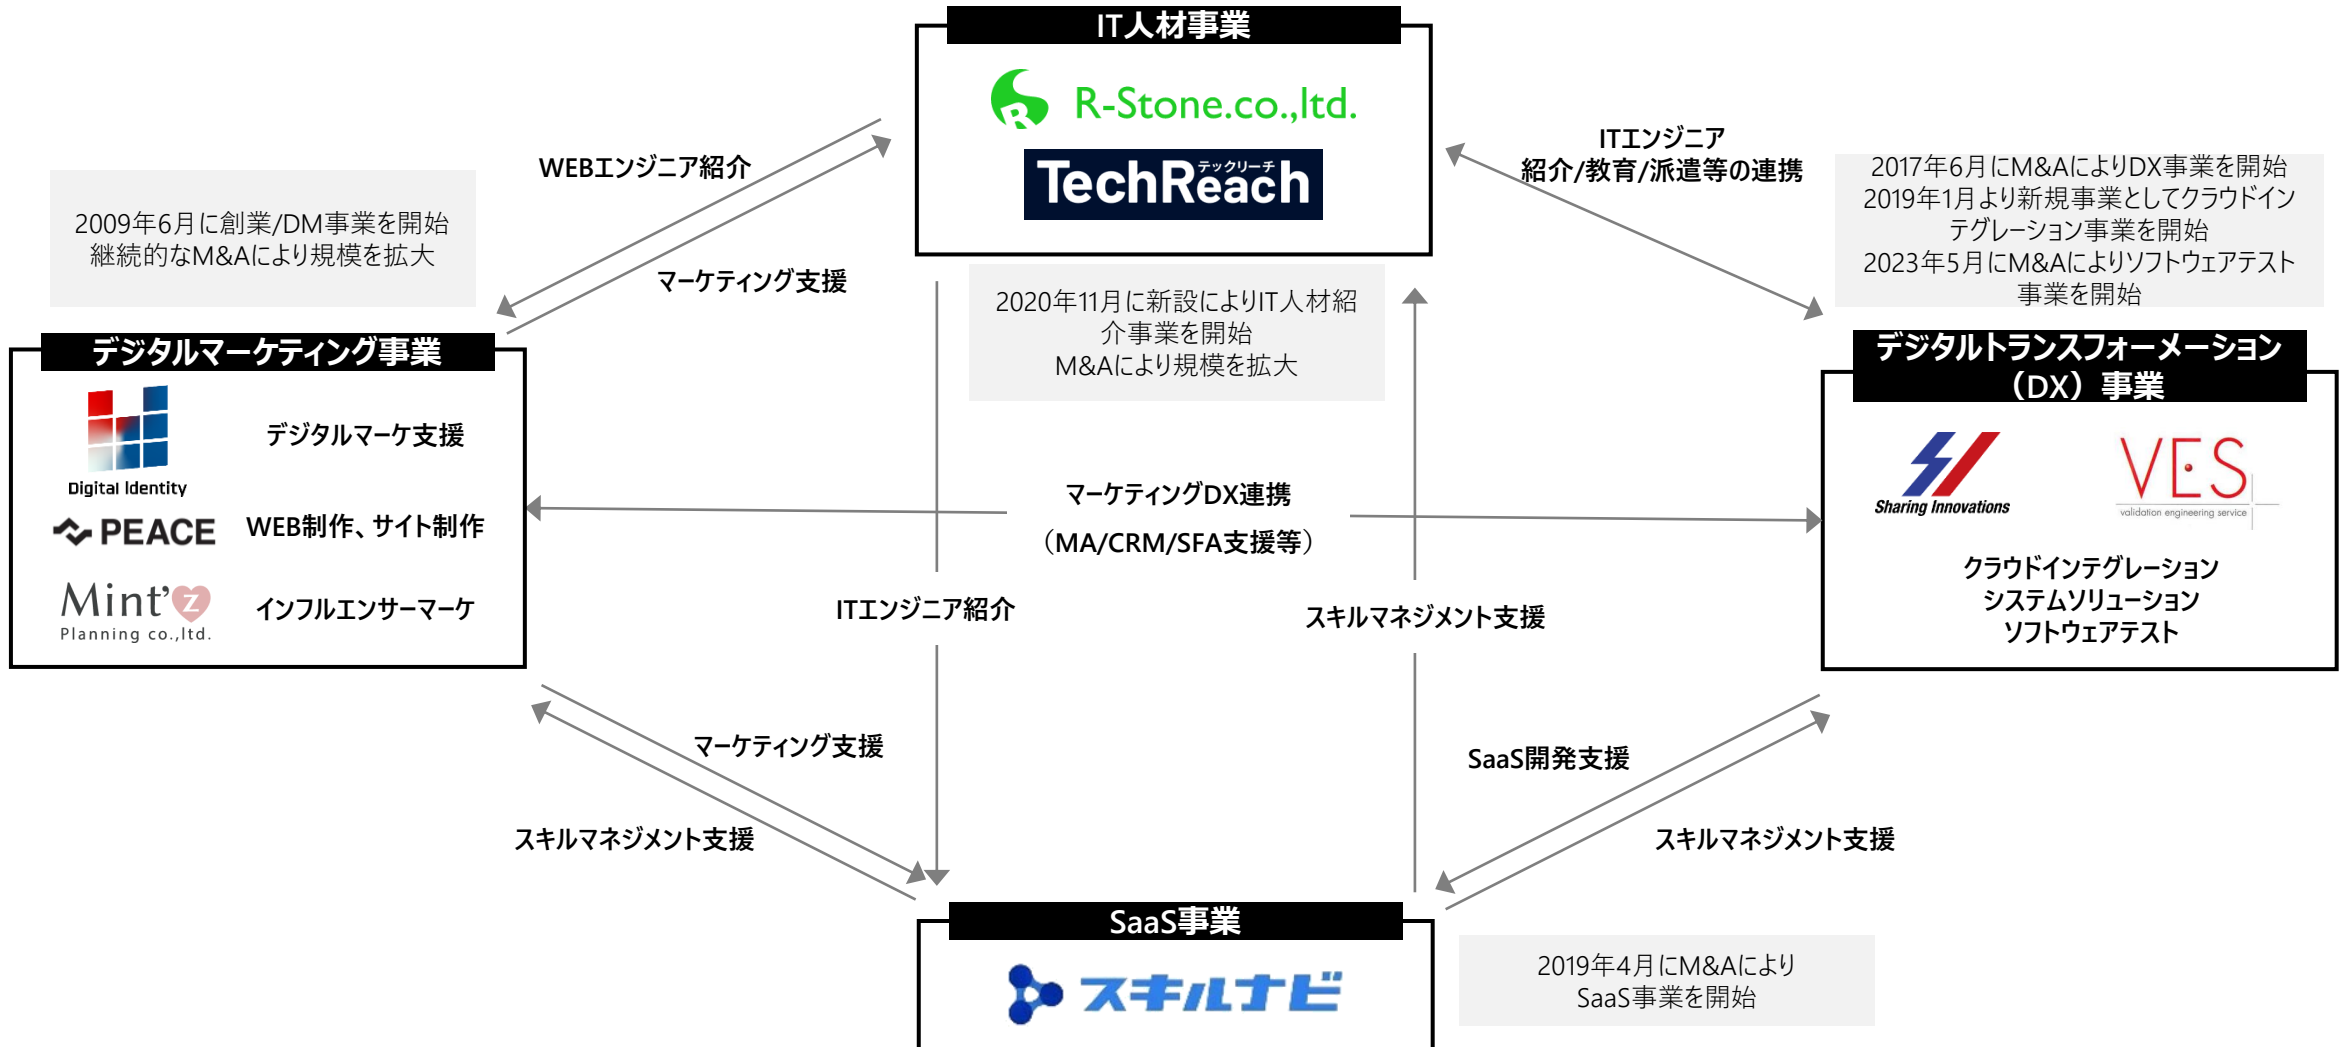 IT人材事業
R-Stone.co.,ltd.
テックリーチ
TechReach
WEBエンジニア紹介
マーケティング支援
ITエンジニア
紹介/教育/派遣等の連携
2009年6月に創業/DM事業を開始
継続的なM&Aにより規模を拡大
2017年6月にM&AによりDX事業を開始
2019年1月より新規事業としてクラウドイン
テグレーション事業を開始
2023年5月にM&Aによりソフトウェアテスト
事業を開始
2020年11月に新設によりIT人材紹
介事業を開始
M&Aにより規模を拡大
デジタルマーケティング事業
Digital Identity
デジタルマーケ支援
PEACE
WEB制作、サイト制作
Mint'z
Planning co.,ltd.
インフルエンサーマーケ
マーケティングDX連携
（MA/CRM/SFA支援等）
デジタルトランスフォーメーション
（DX）事業
Sharing Innovations
VES
validation engineering service
クラウドインテグレーション
システムソリューション
ソフトウェアテスト
ITエンジニア紹介
スキルマネジメント支援
マーケティング支援
スキルマネジメント支援
SaaS開発支援
スキルマネジメント支援
SaaS事業
スキルナビ
2019年4月にM&Aにより
SaaS事業を開始